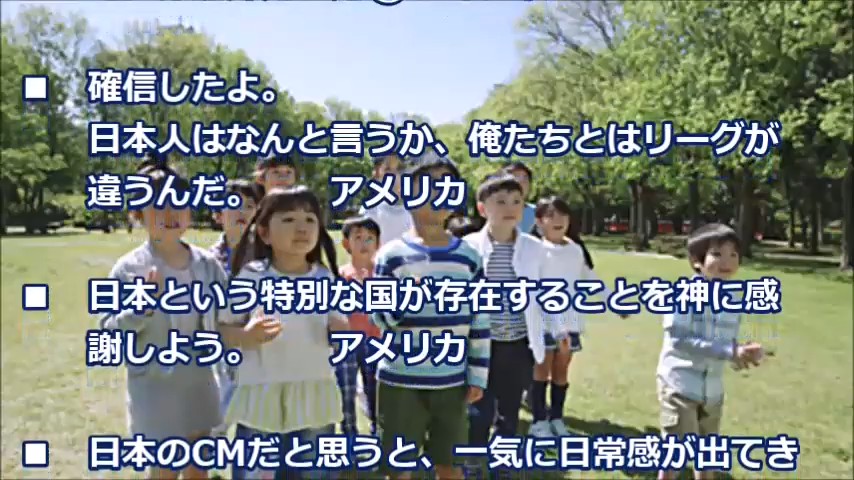 ■ 確信したよ。
日本人はなんと言うか、俺たちとはリーグが
違うんだ。 アメリカ
■ 日本という特別な国が存在することを神に感
謝しよう。 アメリカ
■ 日本のCMだと思うと、一気に日常感が出てき